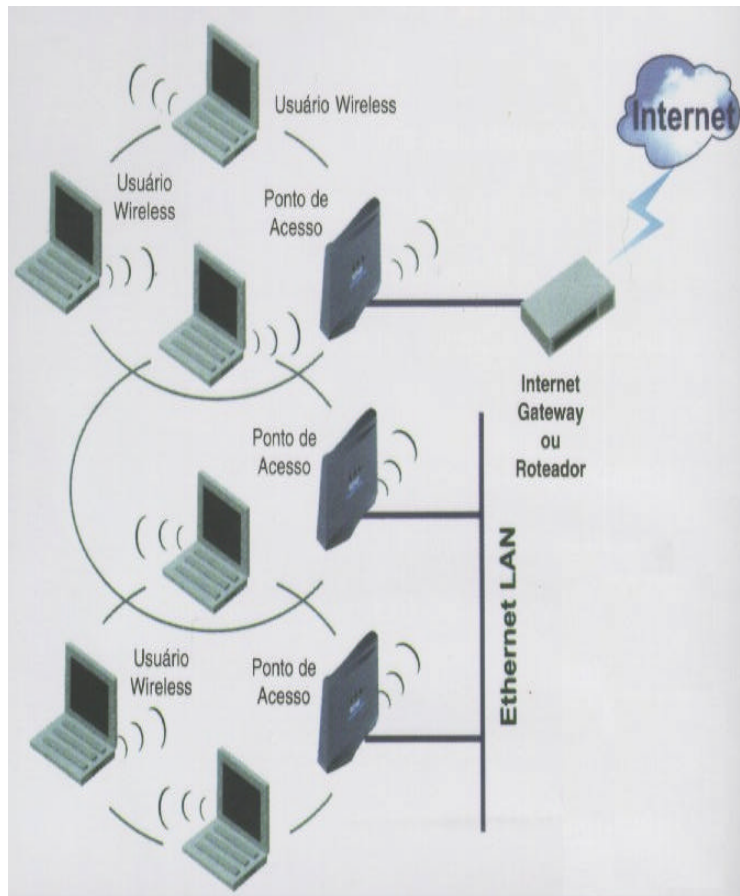 Usuário Wireless
Internet
Usuário
Wireless
Ponto de
Acesso
Internet
Gateway
ou
Roteador
Ponto de
Acesso
Ethernet LAN
Usuário
Wireless
Ponto de
Acesso